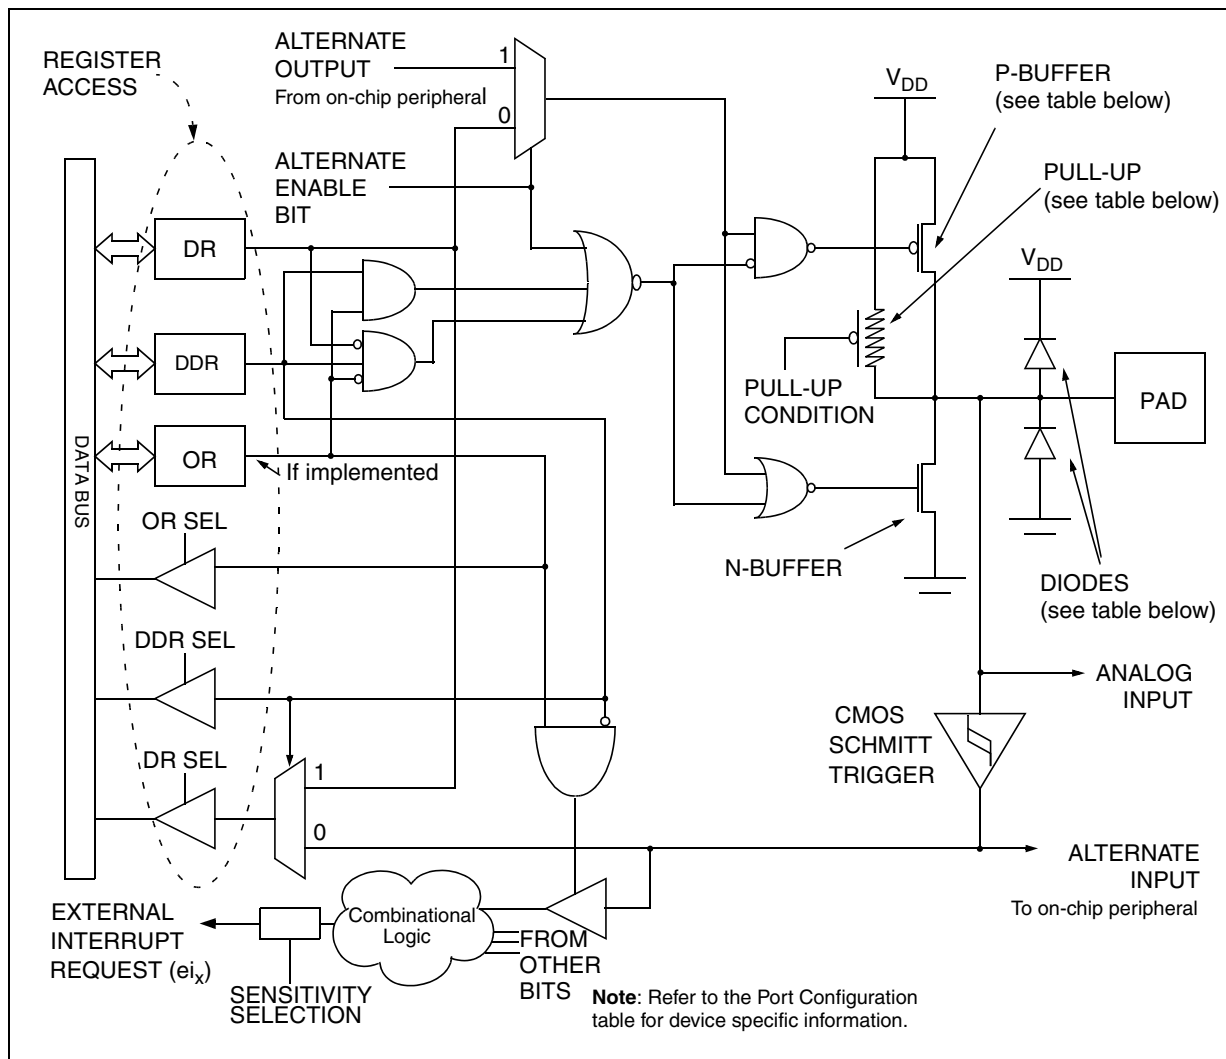 REGISTER
ACCESS
ALTERNATE
OUTPUT
From on-chip peripheral
1
0
ALTERNATE
ENABLE
BIT
V_DD
P-BUFFER
(see table below)
PULL-UP
(see table below)
V_DD
DR
DDR
OR
If implemented
DATA BUS
PULL-UP
CONDITION
PAD
OR SEL
DDR SEL
DR SEL
1
0
N-BUFFER
DIODES
(see table below)
ANALOG
INPUT
CMOS
SCHMITT
TRIGGER
ALTERNATE
INPUT
To on-chip peripheral
EXTERNAL
INTERRUPT
REQUEST (ei_x)
Combinational
Logic
FROM
OTHER
BITS
SENSITIVITY
SELECTION
Note: Refer to the Port Configuration
table for device specific information.